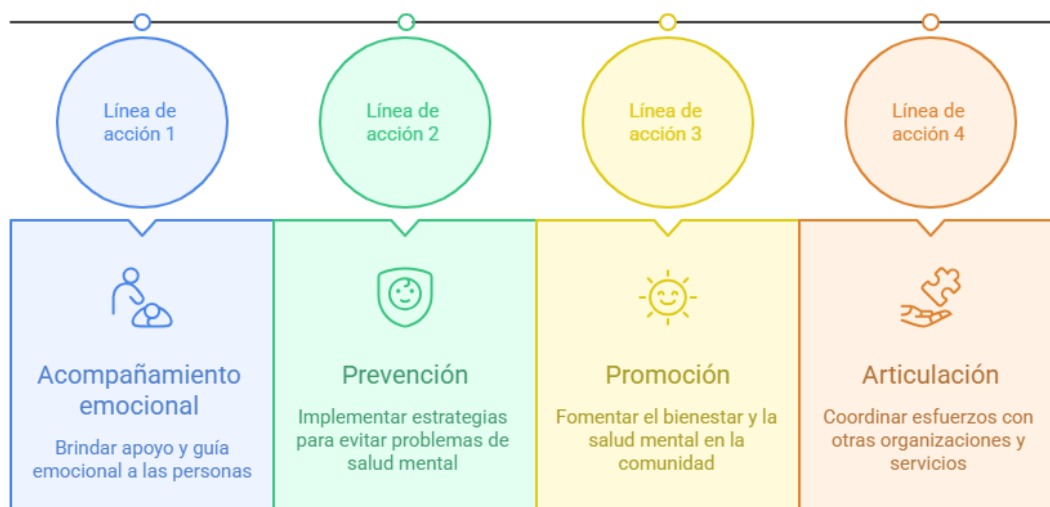 Línea de
acción 1
Línea de
acción 2
Línea de
acción 3
Línea de
acción 4
Acompañamiento
emocional
Brindar apoyo y guía
emocional a las personas
Prevención
Implementar estrategias
para evitar problemas de
salud mental
Promoción
Fomentar el bienestar y la
salud mental en la
comunidad
Articulación
Coordinar esfuerzos con
otras organizaciones y
servicios